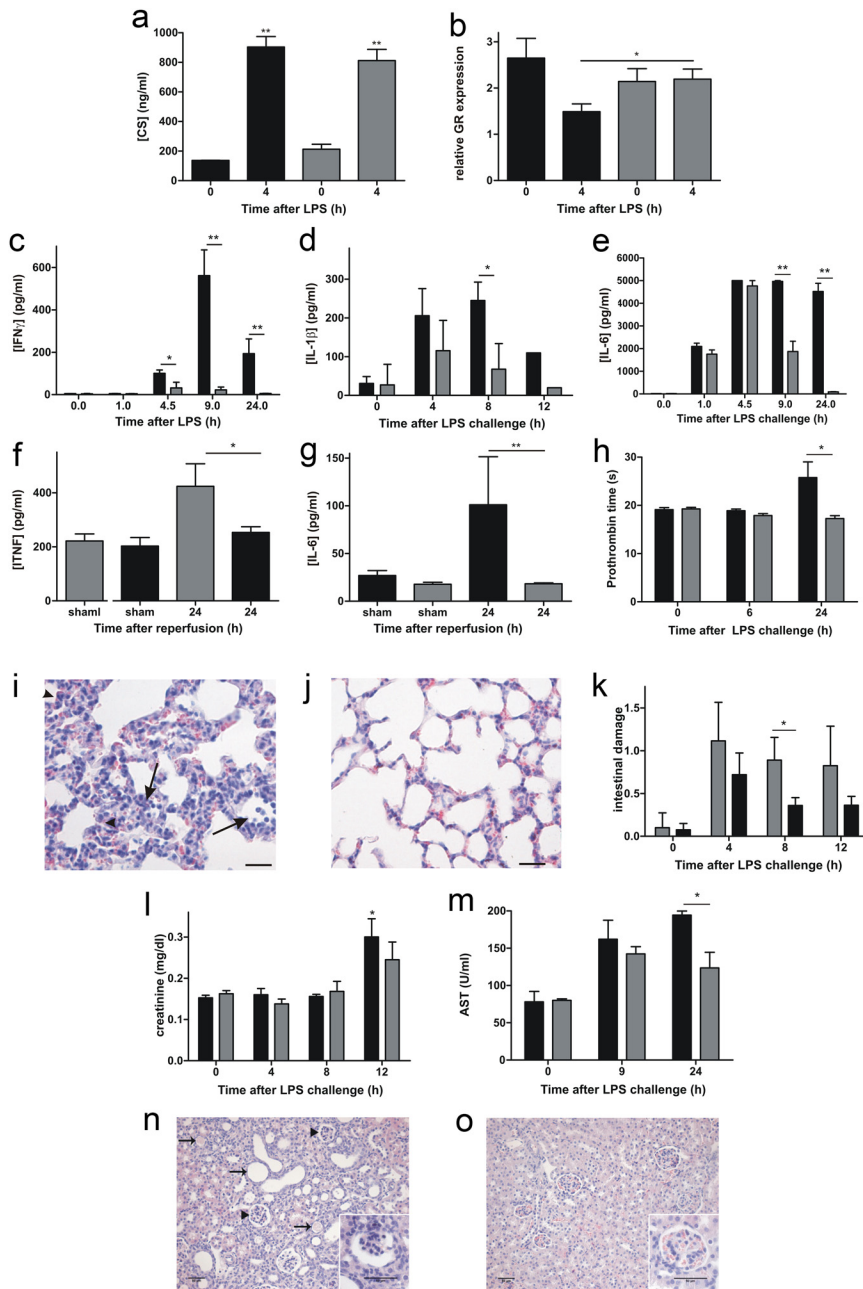 a
[CS] (ng/ml)
1000
800
600
400
200
0
**
**
0 4 0 4
Time after LPS (h)
b
relative GR expression
3
2
1
0
*
0 4 0 4
Time after LPS (h)
c
[IFNγ] (pg/ml)
600
400
200
0
*
**
**
0.0 1.0 4.5 9.0 24.0
Time after LPS (h)
d
[IL-1β] (pg/ml)
300
200
100
0
*
0 4 8 12
Time after LPS challenge (h)
e
[IL-6] (pg/ml)
6000
5000
4000
3000
2000
1000
0
**
**
0.0 1.0 4.5 9.0 24.0
Time after LPS challenge (h)
f
[ITNF] (pg/ml)
400
200
0
*
shaml sham 24 24
Time after reperfusion (h)
g
[IL-6] (pg/ml)
150
100
50
0
**
sham sham 24 24
Time after reperfusion (h)
h
Prothrombin time (s)
30
20
10
0
*
0 6 24
Time after LPS challenge (h)
i
j
k
intestinal damage
1.5
1.0
0.5
0.0
*
0 4 8 12
Time after LPS challenge (h)
l
creatinine (mg/dl)
0.3
0.2
0.1
0.0
*
0 4 8 12
Time after LPS challenge (h)
m
AST (U/ml)
200
150
100
50
0
*
0 9 24
Time after LPS challenge (h)
n
o